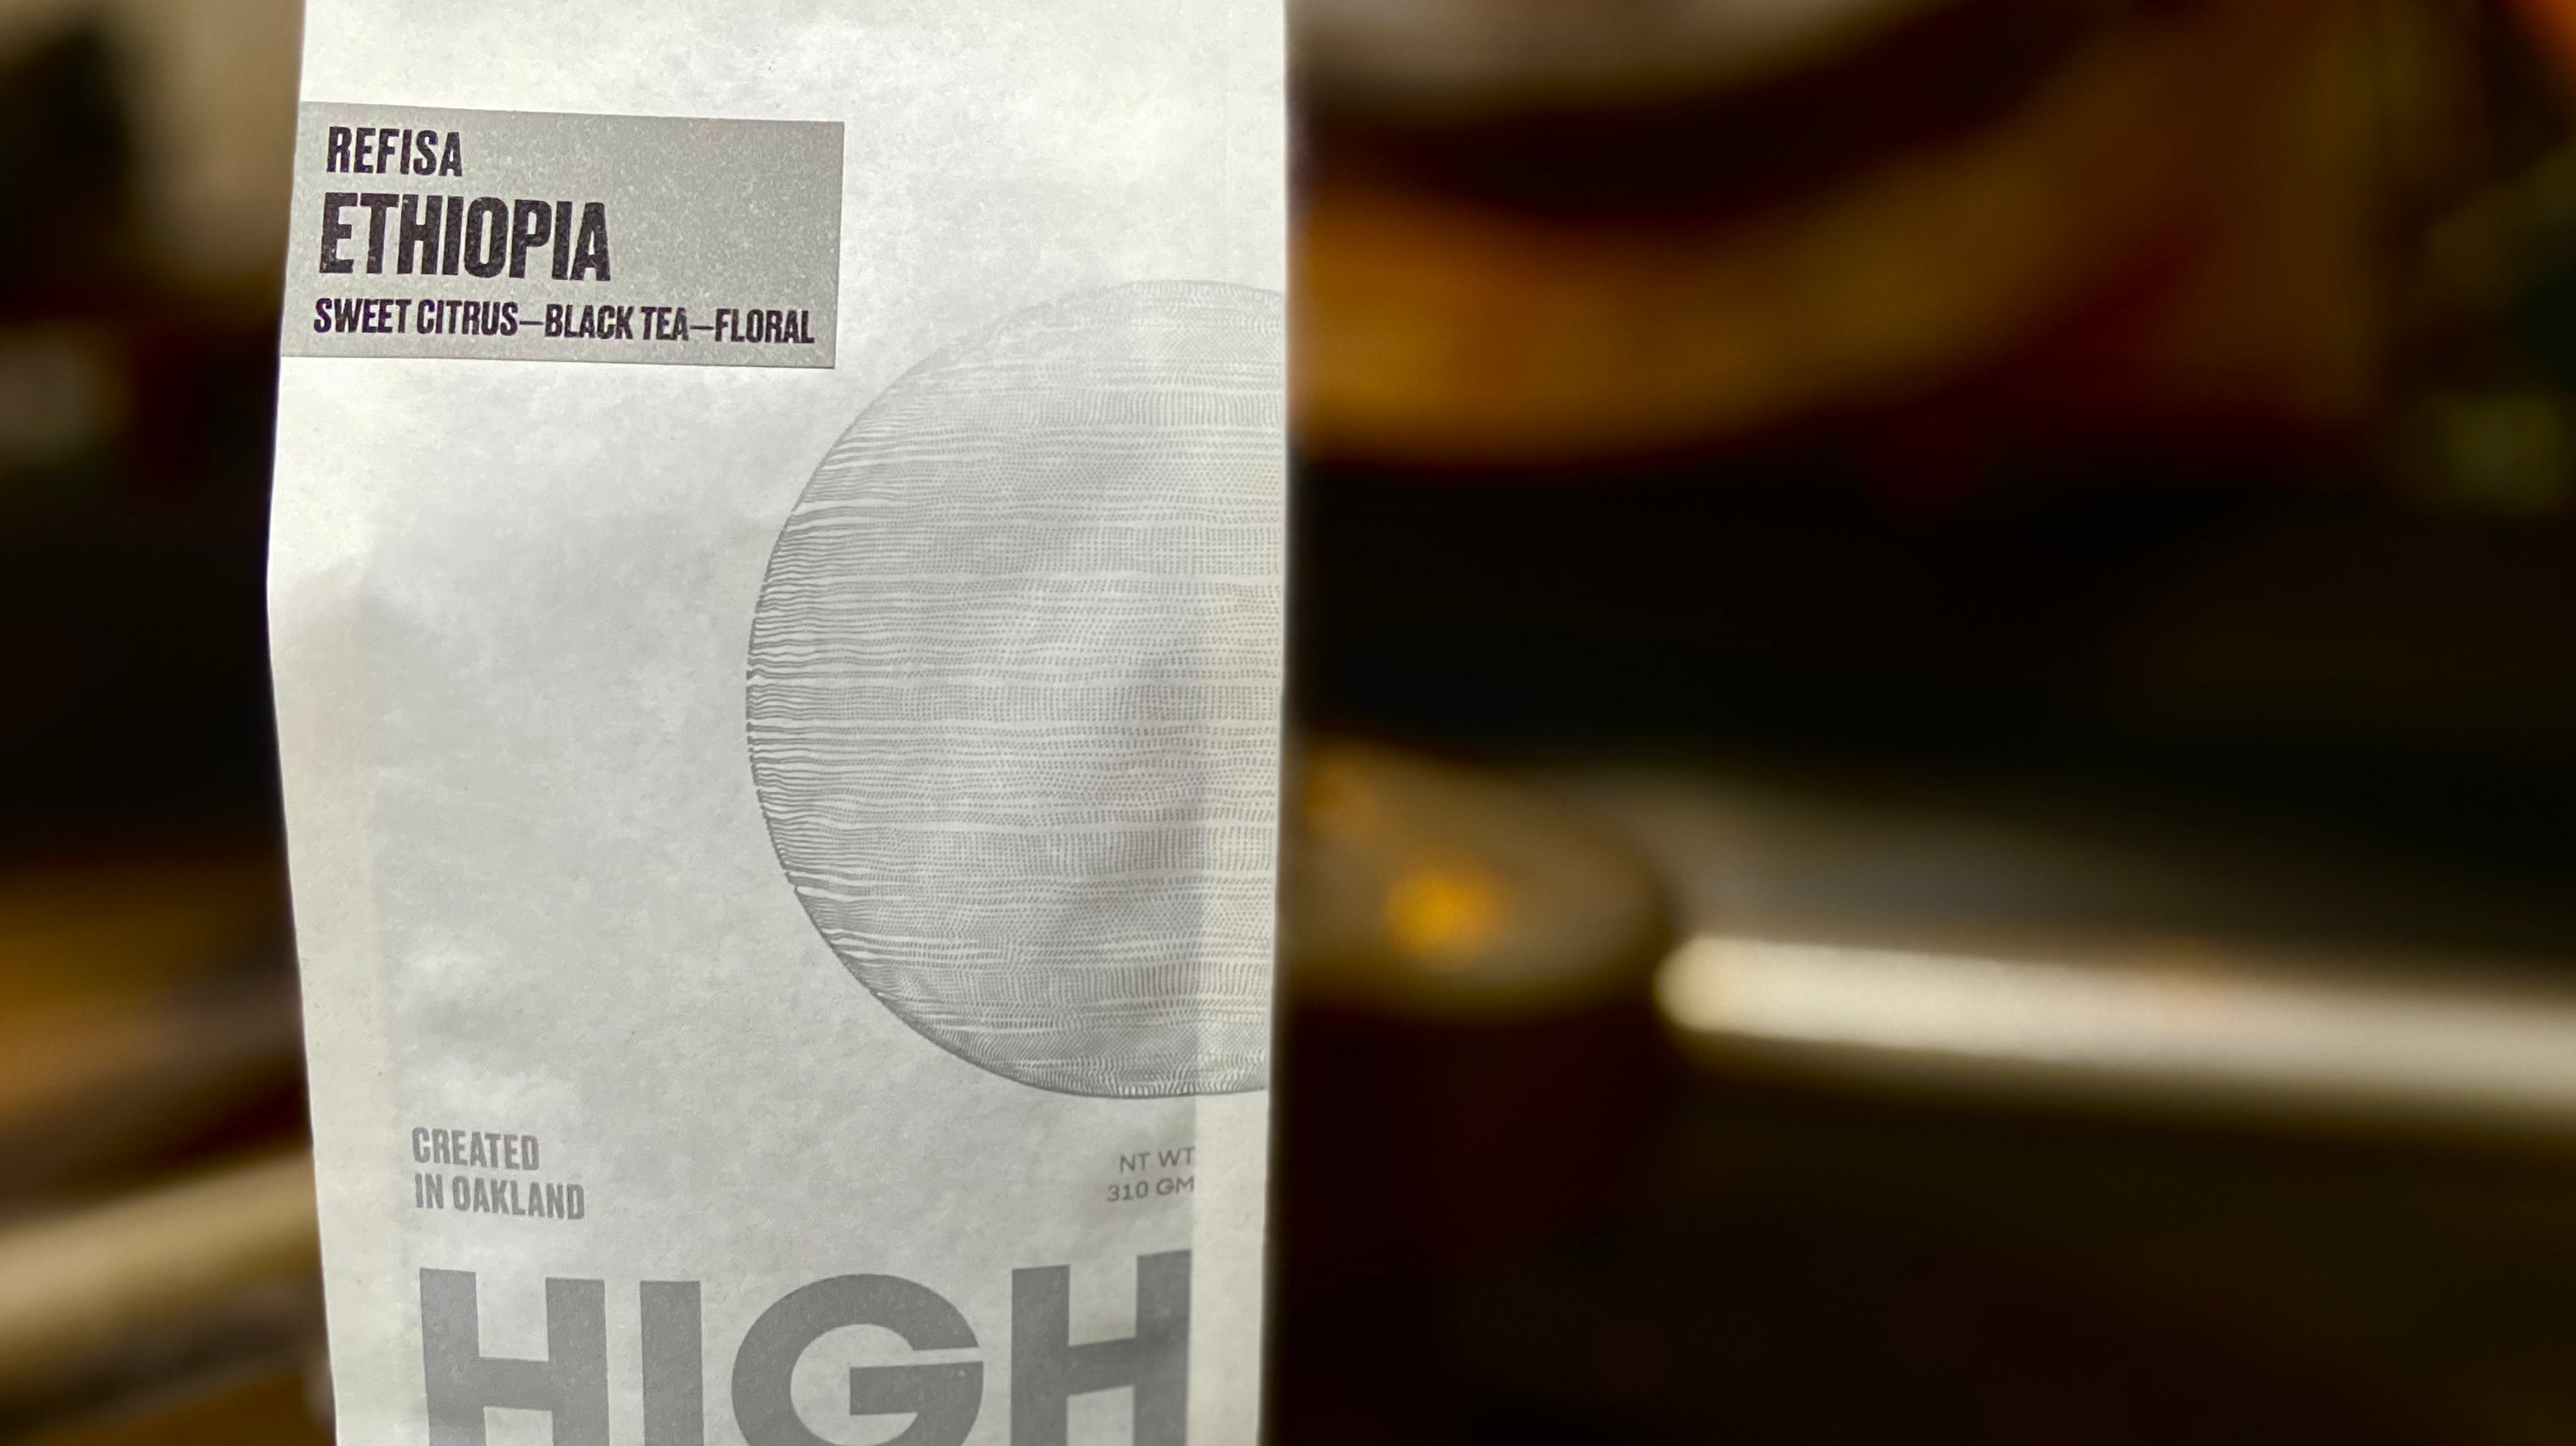 REFISA
ETHIOPIA
SWEET CITRUS—BLACK TEA—FLORAL
CREATED
IN OAKLAND
NT WT
310 GM
HIGH